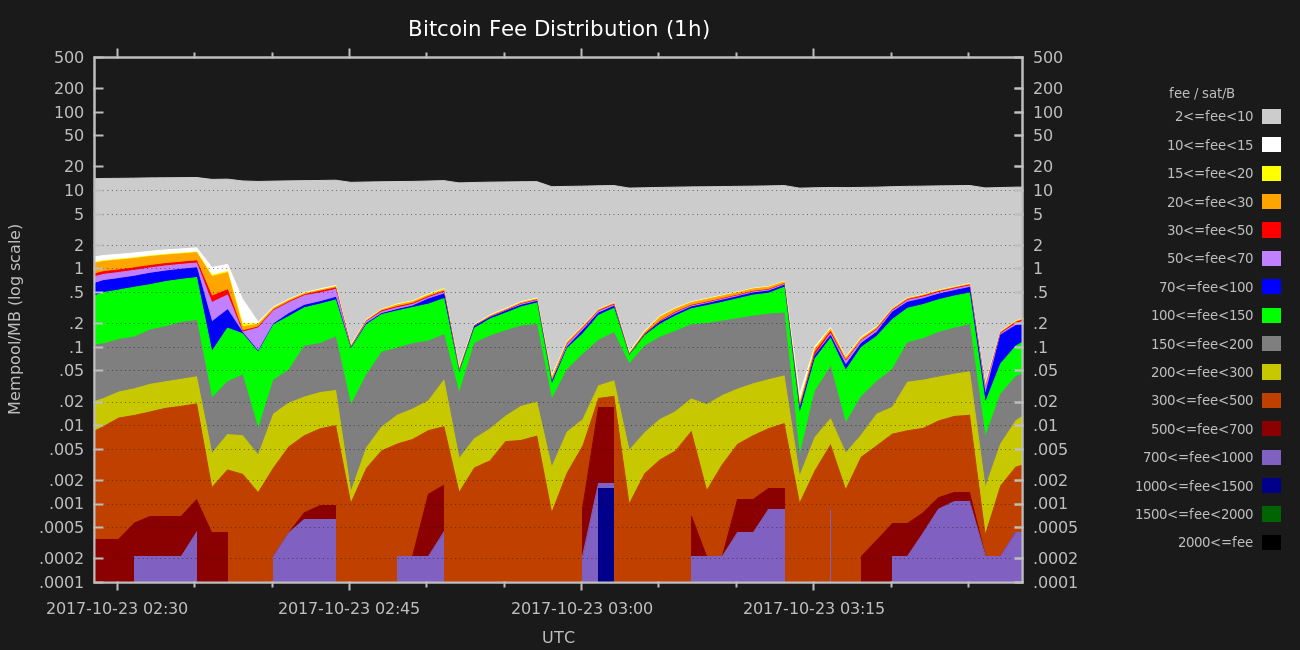 Bitcoin Fee Distribution (1h)
Mempool/MB (log scale)
500
200
100
50
20
10
5
2
1
.5
.2
.1
.05
.02
.01
.005
.002
.001
.0005
.0002
.0001
500
200
100
50
20
10
5
2
1
.5
.2
.1
.05
.02
.01
.005
.002
.001
.0005
.0002
.0001
2017-10-23 02:30
2017-10-23 02:45
2017-10-23 03:00
2017-10-23 03:15
UTC
fee / sat/B
2<=fee<10
10<=fee<15
15<=fee<20
20<=fee<30
30<=fee<50
50<=fee<70
70<=fee<100
100<=fee<150
150<=fee<200
200<=fee<300
300<=fee<500
500<=fee<700
700<=fee<1000
1000<=fee<1500
1500<=fee<2000
2000<=fee